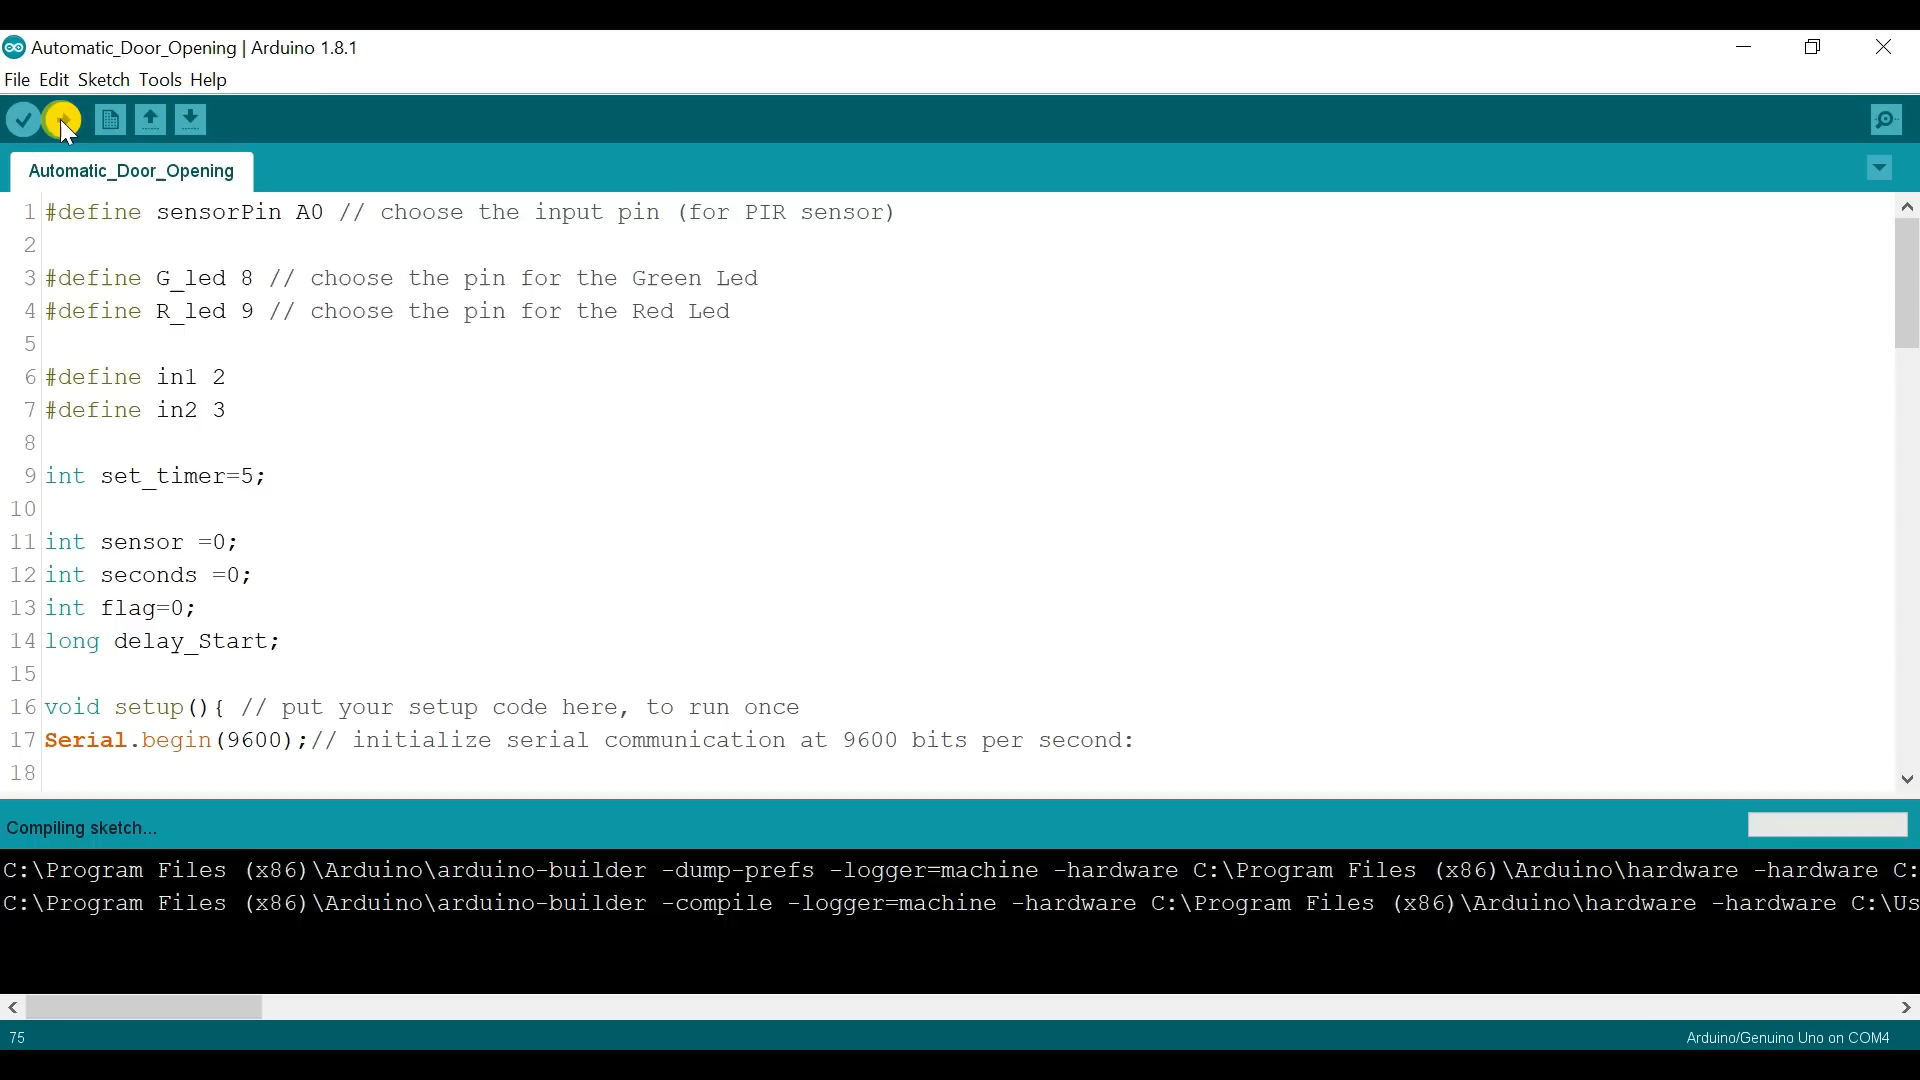 Automatic_Door_Opening | Arduino 1.8.1
File Edit Sketch Tools Help
Automatic_Door_Opening
1 #define sensorPin A0 // choose the input pin (for PIR sensor)
2
3 #define G_led 8 // choose the pin for the Green Led
4 #define R_led 9 // choose the pin for the Red Led
5
6 #define in1 2
7 #define in2 3
8
9 int set_timer=5;
10
11 int sensor =0;
12 int seconds =0;
13 int flag=0;
14 long delay_Start;
15
16 void setup(){ // put your setup code here, to run once
17 Serial.begin(9600);// initialize serial communication at 9600 bits per second:
18
Compiling sketch...
C:\Program Files (x86)\Arduino\arduino-builder -dump-prefs -logger=machine -hardware C:\Program Files (x86)\Arduino\hardware -hardware C:
C:\Program Files (x86)\Arduino\arduino-builder -compile -logger=machine -hardware C:\Program Files (x86)\Arduino\hardware -hardware C:\Us
75
Arduino/Genuino Uno on COM4